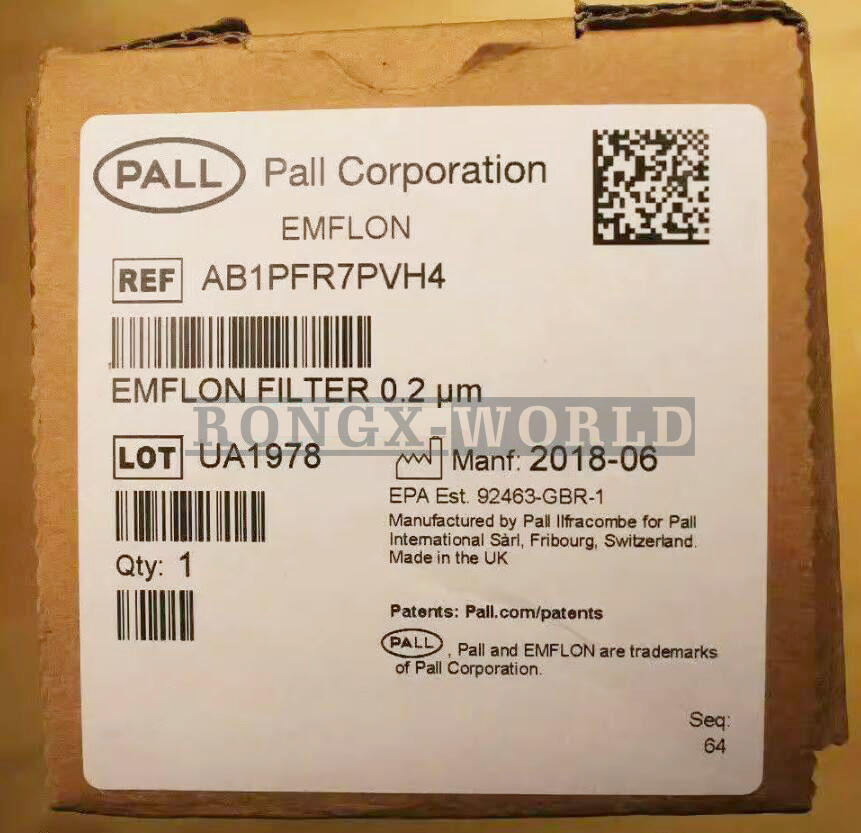 PALL Pall Corporation
EMFLON
REF AB1PFR7PVH4
EMFLON FILTER 0.2 µm
RONGX-WORLD
LOT UA1978
Manf: 2018-06
EPA Est. 92463-GBR-1
Manufactured by Pall Ilfracombe for Pall
International Sàrl, Fribourg, Switzerland.
Made in the UK
Qty: 1
Patents: Pall.com/patents
PALL, Pall and EMFLON are trademarks
of Pall Corporation.
Seq:
64